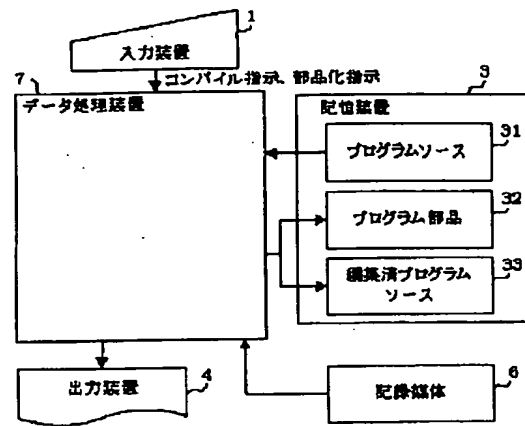 1
入力装置
コンパイル指示、部品化指示
7
データ処理装置
3
記憶装置
31
プログラムソース
32
プログラム部品
33
編集済プログラム
ソース
4
出力装置
6
記録媒体